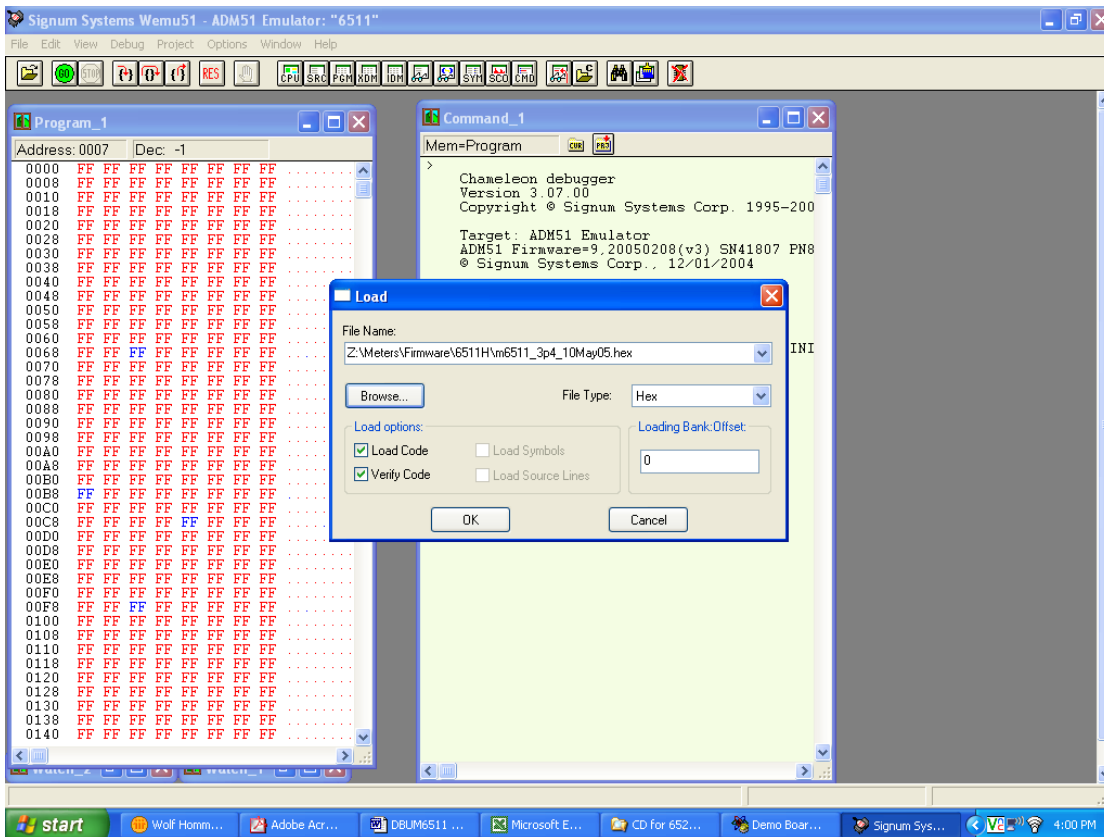 Signum Systems Wemu51 - ADM51 Emulator: "6511"
File Edit View Debug Project Options Window Help
GO STOP RES CPU SRC PGM XDM IDM SYM SCO CMD
Program_1
Address: 0007 Dec: -1
0000 FF FF FF FF FF FF FF FF ........
0008 FF FF FF FF FF FF FF FF ........
0010 FF FF FF FF FF FF FF FF ........
0018 FF FF FF FF FF FF FF FF ........
0020 FF FF FF FF FF FF FF FF ........
0028 FF FF FF FF FF FF FF FF ........
0030 FF FF FF FF FF FF FF FF ........
0038 FF FF FF FF FF FF FF FF ........
0040 FF FF FF FF FF FF FF FF
0048 FF FF FF FF FF FF FF FF
0050 FF FF FF FF FF FF FF FF
0058 FF FF FF FF FF FF FF FF
0060 FF FF FF FF FF FF FF FF
0068 FF FF FF FF FF FF FF FF
0070 FF FF FF FF FF FF FF FF
0078 FF FF FF FF FF FF FF FF
0080 FF FF FF FF FF FF FF FF
0088 FF FF FF FF FF FF FF FF
0090 FF FF FF FF FF FF FF FF
0098 FF FF FF FF FF FF FF FF
00A0 FF FF FF FF FF FF FF FF
00A8 FF FF FF FF FF FF FF FF
00B0 FF FF FF FF FF FF FF FF
00B8 FF FF FF FF FF FF FF FF
00C0 FF FF FF FF FF FF FF FF
00C8 FF FF FF FF FF FF FF FF
00D0 FF FF FF FF FF FF FF FF
00D8 FF FF FF FF FF FF FF FF
00E0 FF FF FF FF FF FF FF FF ........
00E8 FF FF FF FF FF FF FF FF ........
00F0 FF FF FF FF FF FF FF FF ........
00F8 FF FF FF FF FF FF FF FF ........
0100 FF FF FF FF FF FF FF FF ........
0108 FF FF FF FF FF FF FF FF ........
0110 FF FF FF FF FF FF FF FF ........
0118 FF FF FF FF FF FF FF FF ........
0120 FF FF FF FF FF FF FF FF ........
0128 FF FF FF FF FF FF FF FF ........
0130 FF FF FF FF FF FF FF FF ........
0138 FF FF FF FF FF FF FF FF ........
0140 FF FF FF FF FF FF FF FF ........
Watch_2 Watch_1
Command_1
Mem=Program CUR PRJ
>
Chameleon debugger
Version 3.07.00
Copyright © Signum Systems Corp. 1995-200
Target: ADM51 Emulator
ADM51 Firmware=9,20050208(v3) SN41807 PN8
© Signum Systems Corp., 12/01/2004
INI
Load
File Name:
Z:\Meters\Firmware\6511H\m6511_3p4_10May05.hex
Browse... File Type: Hex
Load options: Loading Bank:Offset:
Load Code Load Symbols 0
Verify Code Load Source Lines
OK Cancel
start Wolf Homm... Adobe Acr... DBUM6511 ... Microsoft E... CD for 652... Demo Boar... Signum Sys... 4:00 PM